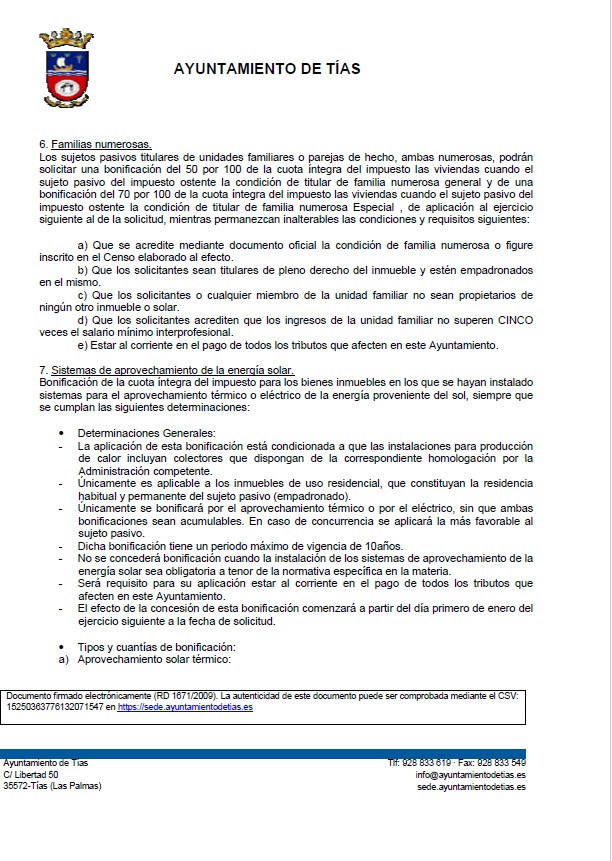 AYUNTAMIENTO DE TÍAS
6. Familias numerosas.
Los sujetos pasivos titulares de unidades familiares o parejas de hecho, ambas numerosas, podrán
solicitar una bonificación del 50 por 100 de la cuota íntegra del impuesto las viviendas cuando el
sujeto pasivo del impuesto ostente la condición de titular de familia numerosa general y de una
bonificación del 70 por 100 de la cuota íntegra del impuesto las viviendas cuando el sujeto pasivo del
impuesto ostente la condición de titular de familia numerosa Especial , de aplicación al ejercicio
siguiente al de la solicitud, mientras permanezcan inalterables las condiciones y requisitos siguientes:
a) Que se acredite mediante documento oficial la condición de familia numerosa o figure
inscrito en el Censo elaborado al efecto.
b) Que los solicitantes sean titulares de pleno derecho del inmueble y estén empadronados
en el mismo.
c) Que los solicitantes o cualquier miembro de la unidad familiar no sean propietarios de
ningún otro inmueble o solar.
d) Que los solicitantes acrediten que los ingresos de la unidad familiar no superen CINCO
veces el salario mínimo interprofesional.
e) Estar al corriente en el pago de todos los tributos que afecten en este Ayuntamiento.
7. Sistemas de aprovechamiento de la energía solar.
Bonificación de la cuota íntegra del impuesto para los bienes inmuebles en los que se hayan instalado
sistemas para el aprovechamiento térmico o eléctrico de la energía proveniente del sol, siempre que
se cumplan las siguientes determinaciones:
• Determinaciones Generales:
- La aplicación de esta bonificación está condicionada a que las instalaciones para producción
de calor incluyan colectores que dispongan de la correspondiente homologación por la
Administración competente.
- Únicamente es aplicable a los inmuebles de uso residencial, que constituyan la residencia
habitual y permanente del sujeto pasivo (empadronado).
- Únicamente se bonificará por el aprovechamiento térmico o por el eléctrico, sin que ambas
bonificaciones sean acumulables. En caso de concurrencia se aplicará la más favorable al
sujeto pasivo.
- Dicha bonificación tiene un periodo máximo de vigencia de 10años.
- No se concederá bonificación cuando la instalación de los sistemas de aprovechamiento de la
energía solar sea obligatoria a tenor de la normativa específica en la materia.
- Será requisito para su aplicación estar al corriente en el pago de todos los tributos que
afecten en este Ayuntamiento.
- El efecto de la concesión de esta bonificación comenzará a partir del día primero de enero del
ejercicio siguiente a la fecha de solicitud.
• Tipos y cuantías de bonificación:
a) Aprovechamiento solar térmico:
Documento firmado electrónicamente (RD 1671/2009). La autenticidad de este documento puede ser comprobada mediante el CSV:
15250363776132071547 en https://sede.ayuntamientodetias.es
Ayuntamiento de Tías
Tlf: 928 833 619 · Fax: 928 833 549
C/ Libertad 50
info@ayuntamientodetias.es
35572-Tías (Las Palmas)
sede.ayuntamientodetias.es